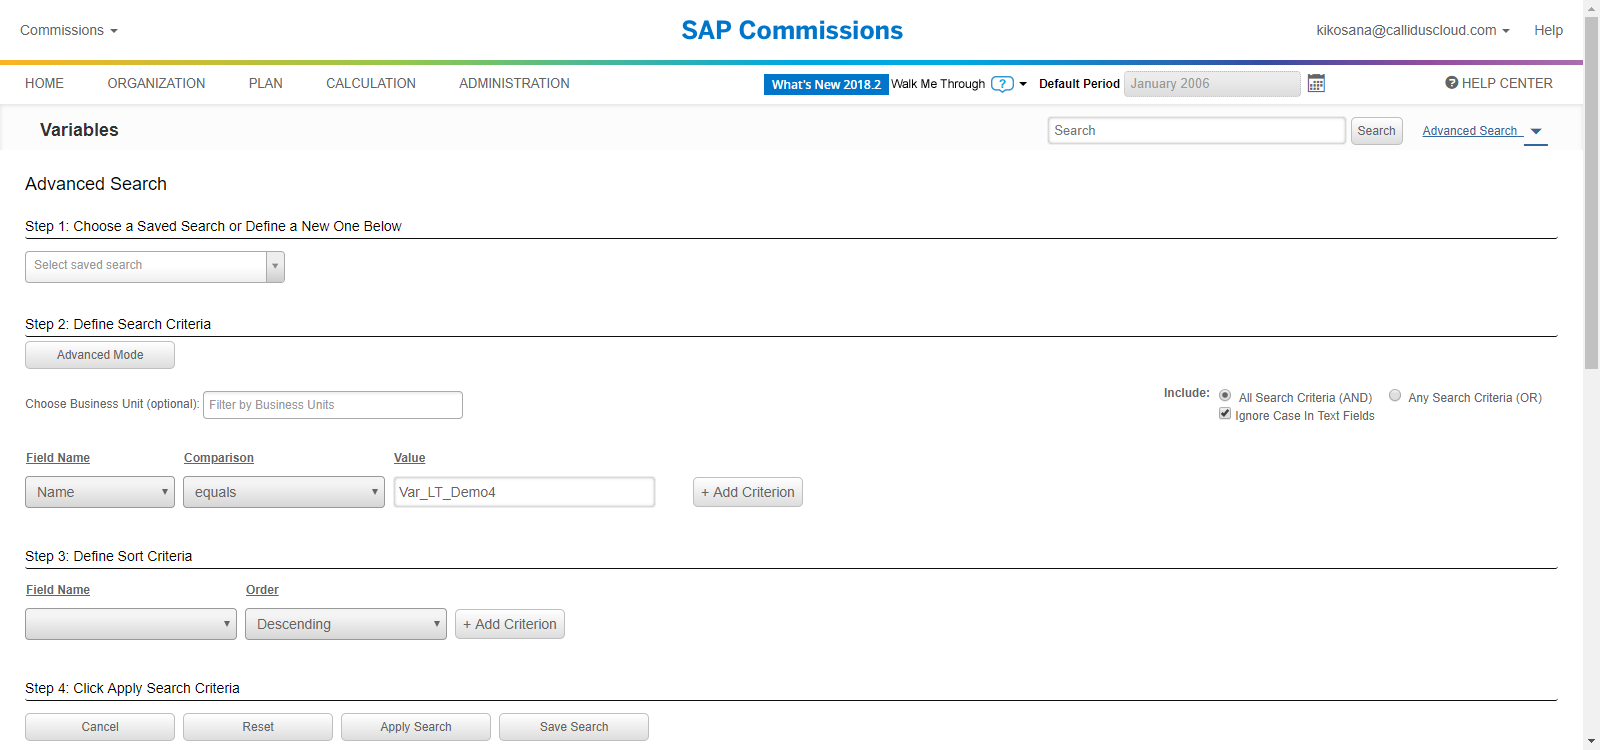 Commissions
SAP Commissions
kikosana@calliduscloud.com
Help
HOME ORGANIZATION PLAN CALCULATION ADMINISTRATION
What's New 2018.2 Walk Me Through ? Default Period January 2006
? HELP CENTER
Variables
Search Search Advanced Search
Advanced Search
Step 1: Choose a Saved Search or Define a New One Below
Select saved search
Step 2: Define Search Criteria
Advanced Mode
Include: All Search Criteria (AND) Any Search Criteria (OR)
Choose Business Unit (optional): Filter by Business Units
Ignore Case In Text Fields
Field Name Comparison Value
Name equals Var_LT_Demo4 + Add Criterion
Step 3: Define Sort Criteria
Field Name Order
Descending + Add Criterion
Step 4: Click Apply Search Criteria
Cancel Reset Apply Search Save Search